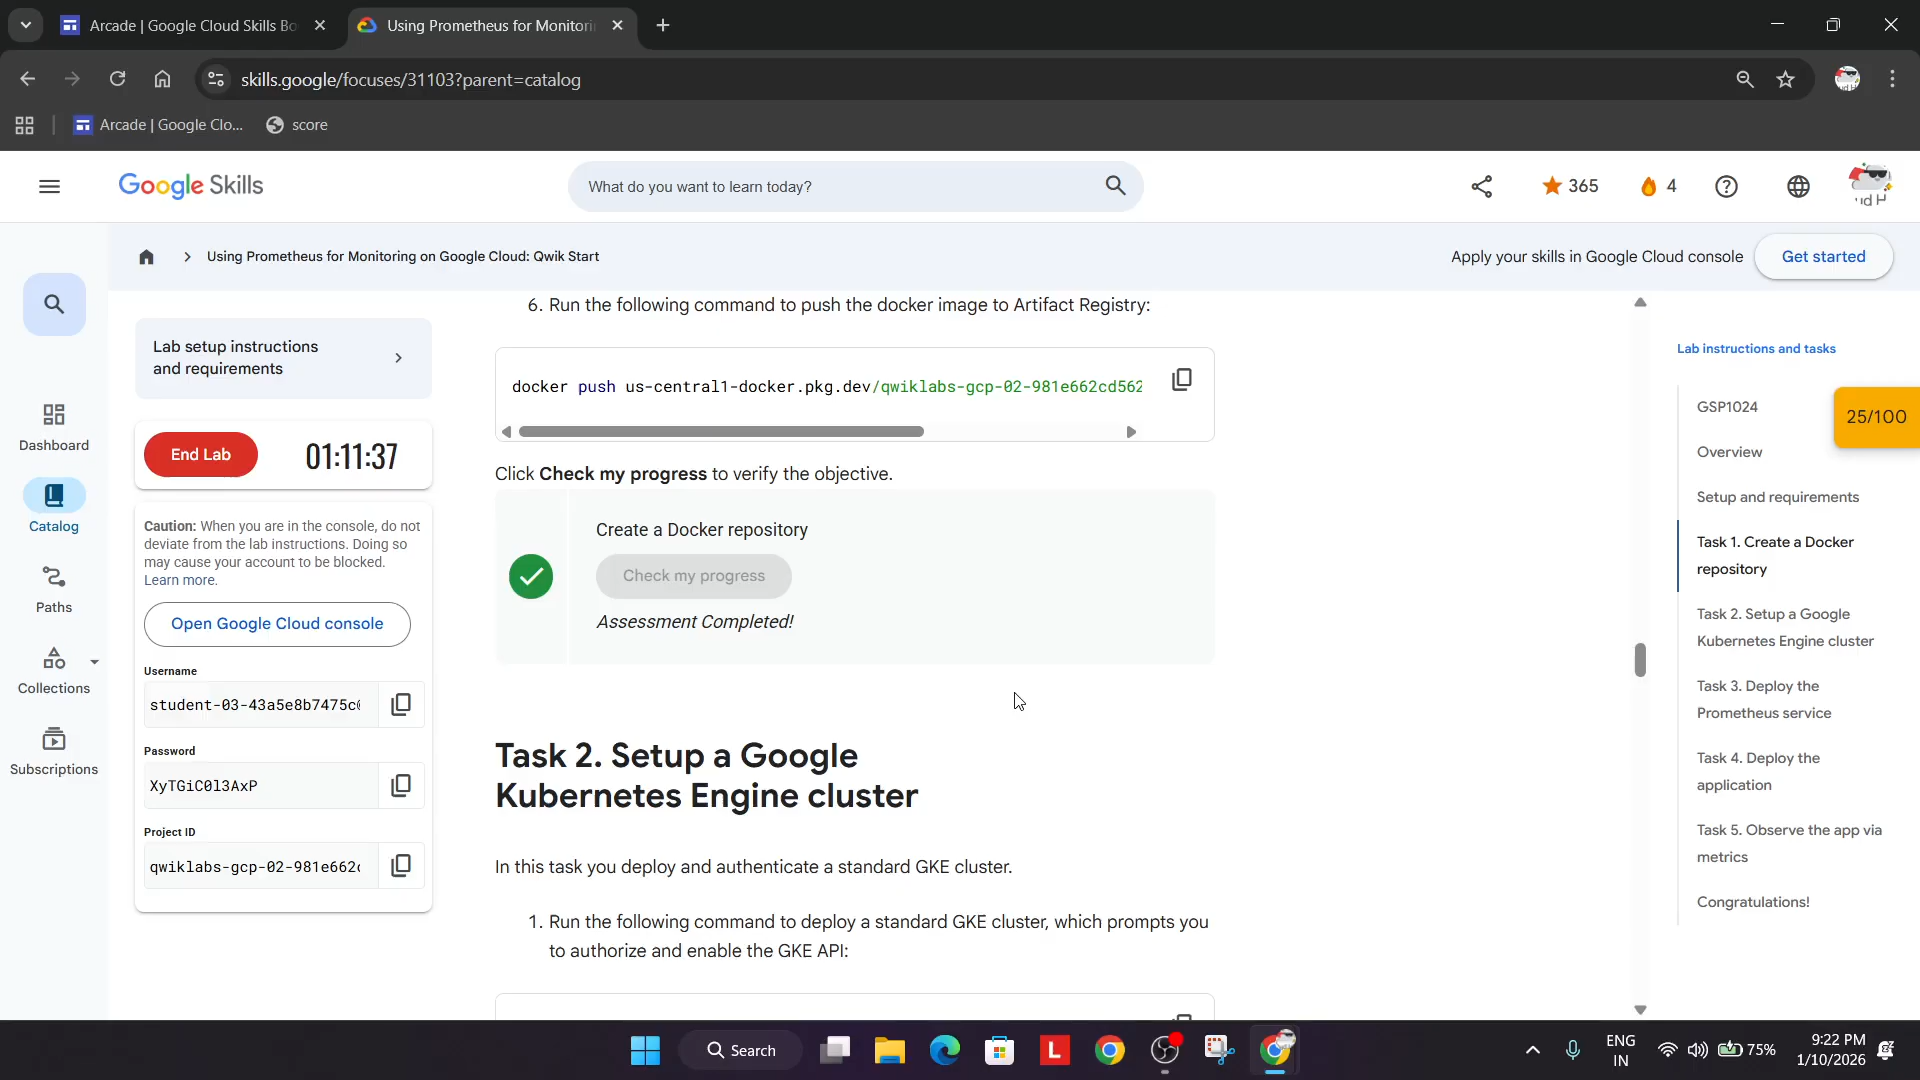 Arcade | Google Cloud Skills Bo
Using Prometheus for Monitori
skills.google/focuses/31103?parent=catalog
Arcade | Google Clo...
score
Google Skills
What do you want to learn today?
365
4
Using Prometheus for Monitoring on Google Cloud: Qwik Start
Apply your skills in Google Cloud console
Get started
Dashboard
Catalog
Paths
Collections
Subscriptions
Lab setup instructions
and requirements
End Lab
01:11:37
Caution: When you are in the console, do not
deviate from the lab instructions. Doing so
may cause your account to be blocked.
Learn more.
Open Google Cloud console
Username
student-03-43a5e8b7475c
Password
XyTGiC0l3AxP
Project ID
qwiklabs-gcp-02-981e662
6. Run the following command to push the docker image to Artifact Registry:
docker push us-central1-docker.pkg.dev/qwiklabs-gcp-02-981e662cd562
Click Check my progress to verify the objective.
Create a Docker repository
Check my progress
Assessment Completed!
Task 2. Setup a Google
Kubernetes Engine cluster
In this task you deploy and authenticate a standard GKE cluster.
1. Run the following command to deploy a standard GKE cluster, which prompts you
to authorize and enable the GKE API:
Lab instructions and tasks
GSP1024
25/100
Overview
Setup and requirements
Task 1. Create a Docker
repository
Task 2. Setup a Google
Kubernetes Engine cluster
Task 3. Deploy the
Prometheus service
Task 4. Deploy the
application
Task 5. Observe the app via
metrics
Congratulations!
Search
L
ENG
IN
75%
9:22 PM
1/10/2026